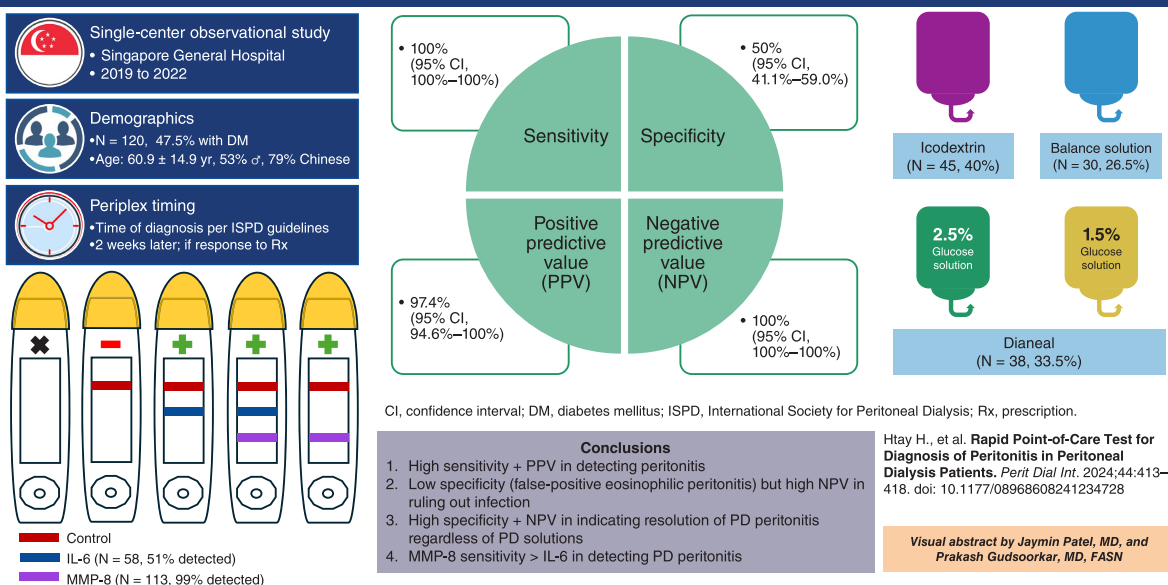 Single-center observational study
• Singapore General Hospital
• 2019 to 2022
Demographics
•N = 120, 47.5% with DM
•Age: 60.9 ± 14.9 yr, 53% ♂, 79% Chinese
Periplex timing
•Time of diagnosis per ISPD guidelines
•2 weeks later; if response to Rx
Control
IL-6 (N = 58, 51% detected)
MMP-8 (N = 113, 99% detected)
• 100%
(95% CI,
100%–100%)
• 50%
(95% CI,
41.1%–59.0%)
Sensitivity
Specificity
Positive
predictive
value
(PPV)
Negative
predictive
value
(NPV)
• 97.4%
(95% CI,
94.6%–100%)
• 100%
(95% CI,
100%–100%)
Icodextrin
(N = 45, 40%)
Balance solution
(N = 30, 26.5%)
2.5%
Glucose
solution
1.5%
Glucose
solution
Dianeal
(N = 38, 33.5%)
CI, confidence interval; DM, diabetes mellitus; ISPD, International Society for Peritoneal Dialysis; Rx, prescription.
Conclusions
1. High sensitivity + PPV in detecting peritonitis
2. Low specificity (false-positive eosinophilic peritonitis) but high NPV in
ruling out infection
3. High specificity + NPV in indicating resolution of PD peritonitis
regardless of PD solutions
4. MMP-8 sensitivity > IL-6 in detecting PD peritonitis
Htay H., et al. Rapid Point-of-Care Test for
Diagnosis of Peritonitis in Peritoneal
Dialysis Patients. Perit Dial Int. 2024;44:413–
418. doi: 10.1177/08968608241234728
Visual abstract by Jaymin Patel, MD, and
Prakash Gudsoorkar, MD, FASN